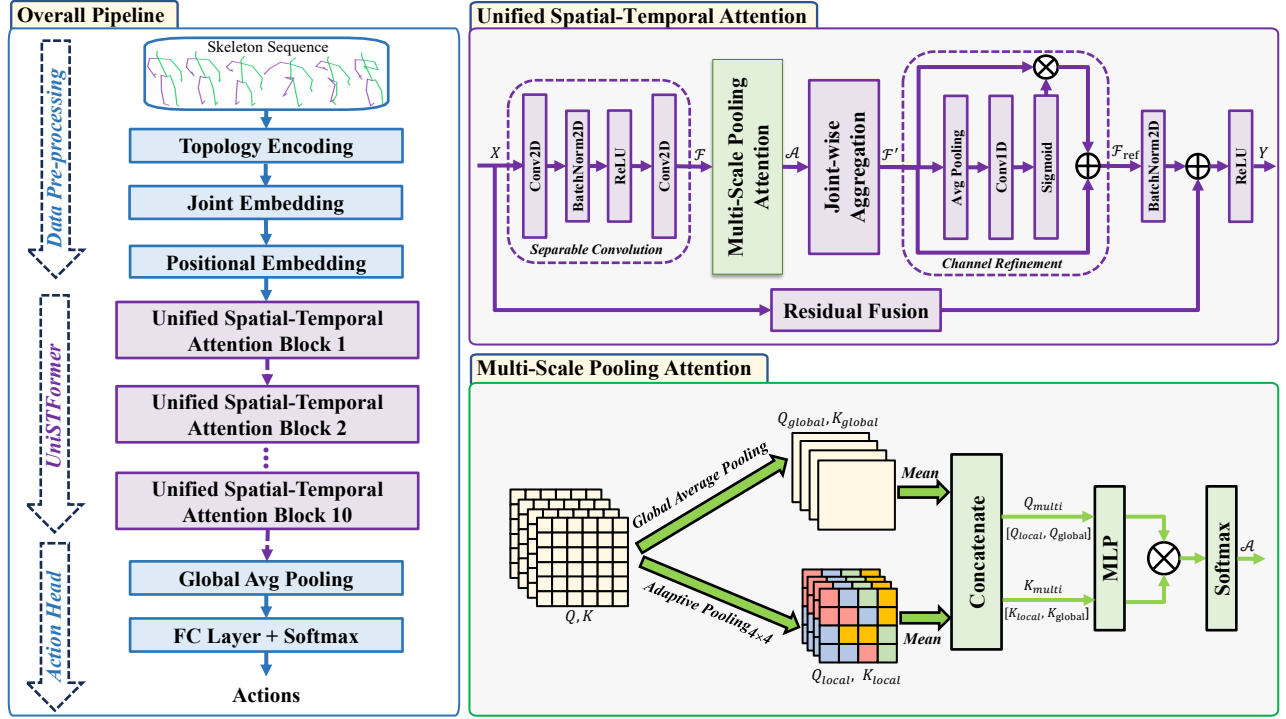 Overall Pipeline
Data Pre-processing
UniSTFormer
Action Head
Skeleton Sequence
Topology Encoding
Joint Embedding
Positional Embedding
Unified Spatial-Temporal
Attention Block 1
Unified Spatial-Temporal
Attention Block 2
Unified Spatial-Temporal
Attention Block 10
Global Avg Pooling
FC Layer + Softmax
Actions
Unified Spatial-Temporal Attention
X
Conv2D
BatchNorm2D
ReLU
Conv2D
Separable Convolution
ℱ
Multi-Scale Pooling
Attention
𝒜
Joint-wise
Aggregation
ℱ′
Avg Pooling
Conv1D
Sigmoid
Channel Refinement
ℱref
BatchNorm2D
ReLU
Y
Residual Fusion
Multi-Scale Pooling Attention
Q, K
Global Average Pooling
Adaptive Pooling 4×4
Qglobal, Kglobal
Qlocal, Klocal
Mean
Mean
Concatenate
Qmulti
[Qlocal, Qglobal]
Kmulti
[Klocal, Kglobal]
MLP
Softmax
𝒜